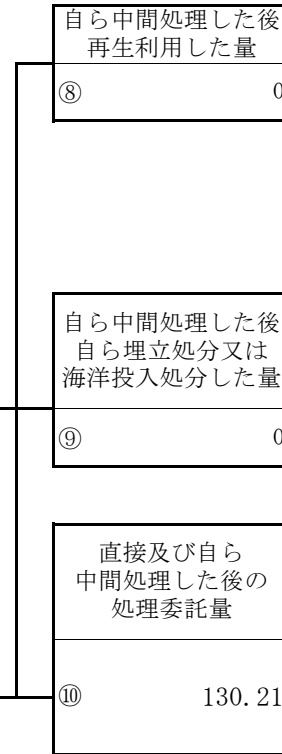 自ら中間処理した後
再生利用した量
⑧ 0
自ら中間処理した後
自ら埋立処分又は
海洋投入処分した量
⑨ 0
直接及び自ら
中間処理した後の
処理委託量
⑩ 130.21